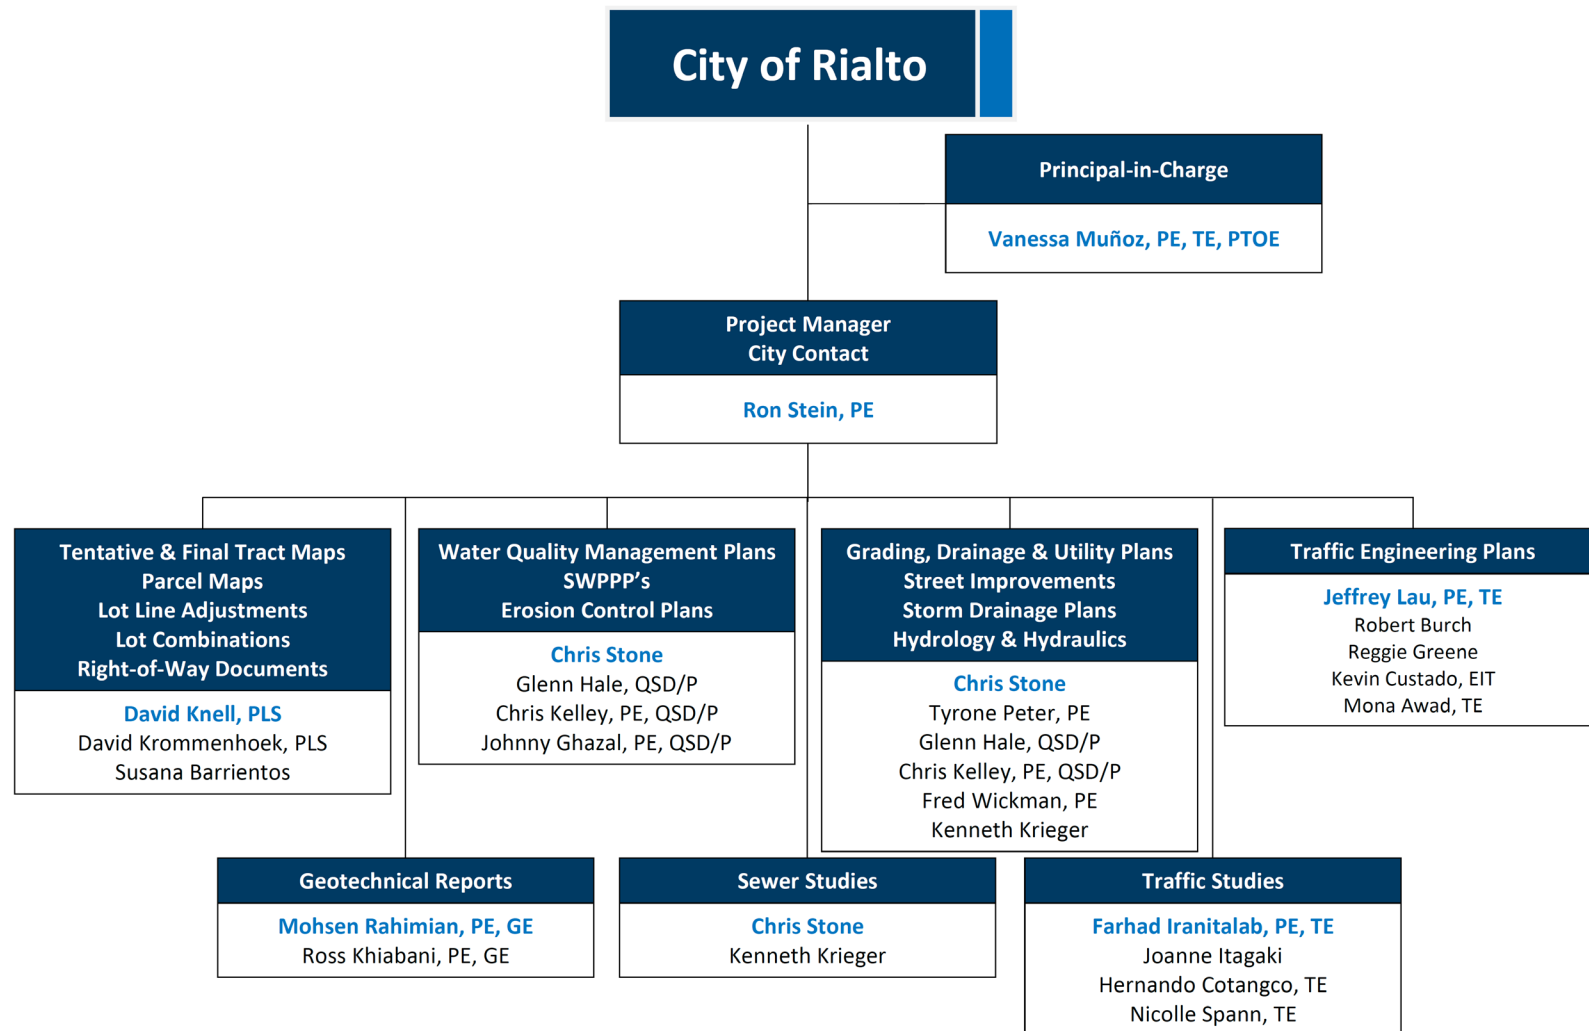 City of Rialto
Principal-in-Charge
Vanessa Muñoz, PE, TE, PTOE
Project Manager
City Contact
Ron Stein, PE
Tentative & Final Tract Maps
Parcel Maps
Lot Line Adjustments
Lot Combinations
Right-of-Way Documents
David Knell, PLS
David Krommenhoek, PLS
Susana Barrientos
Water Quality Management Plans
SWPPP’s
Erosion Control Plans
Chris Stone
Glenn Hale, QSD/P
Chris Kelley, PE, QSD/P
Johnny Ghazal, PE, QSD/P
Grading, Drainage & Utility Plans
Street Improvements
Storm Drainage Plans
Hydrology & Hydraulics
Chris Stone
Tyrone Peter, PE
Glenn Hale, QSD/P
Chris Kelley, PE, QSD/P
Fred Wickman, PE
Kenneth Krieger
Traffic Engineering Plans
Jeffrey Lau, PE, TE
Robert Burch
Reggie Greene
Kevin Custado, EIT
Mona Awad, TE
Geotechnical Reports
Mohsen Rahimian, PE, GE
Ross Khiabani, PE, GE
Sewer Studies
Chris Stone
Kenneth Krieger
Traffic Studies
Farhad Iranitalab, PE, TE
Joanne Itagaki
Hernando Cotangco, TE
Nicolle Spann, TE